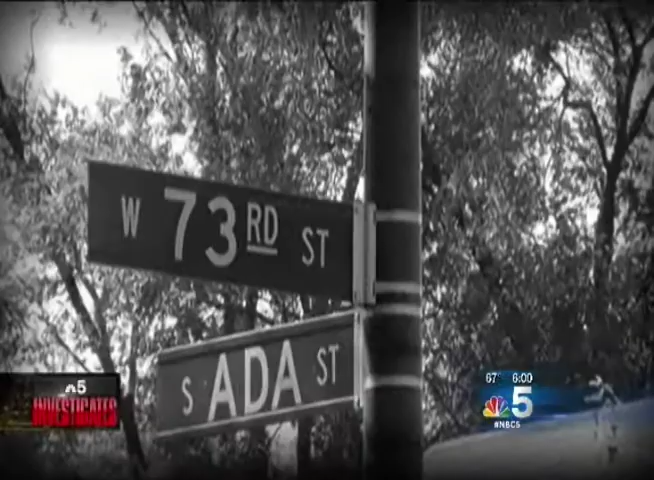 W 73RD ST
S ADA ST
5
INVESTIGATES
67° 6:00
5
#NBC5